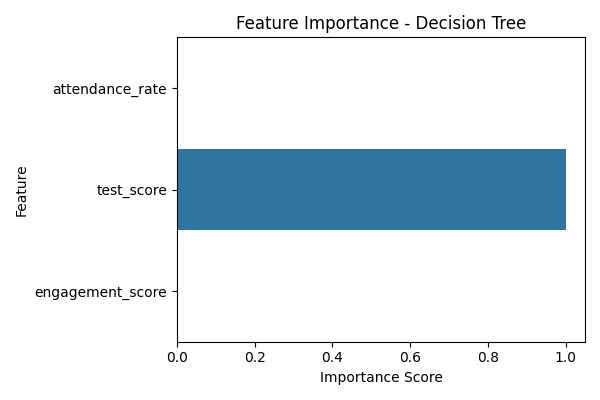 Feature Importance - Decision Tree
attendance_rate
test_score
engagement_score
Feature
0.0 0.2 0.4 0.6 0.8 1.0
Importance Score